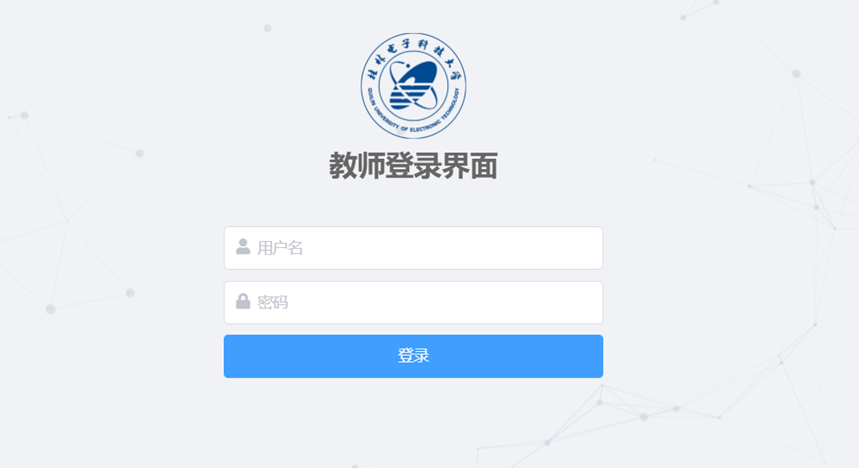 桂林电子科技大学
GUILIN UNIVERSITY OF ELECTRONIC TECHNOLOGY
教师登录界面
用户名
密码
登录